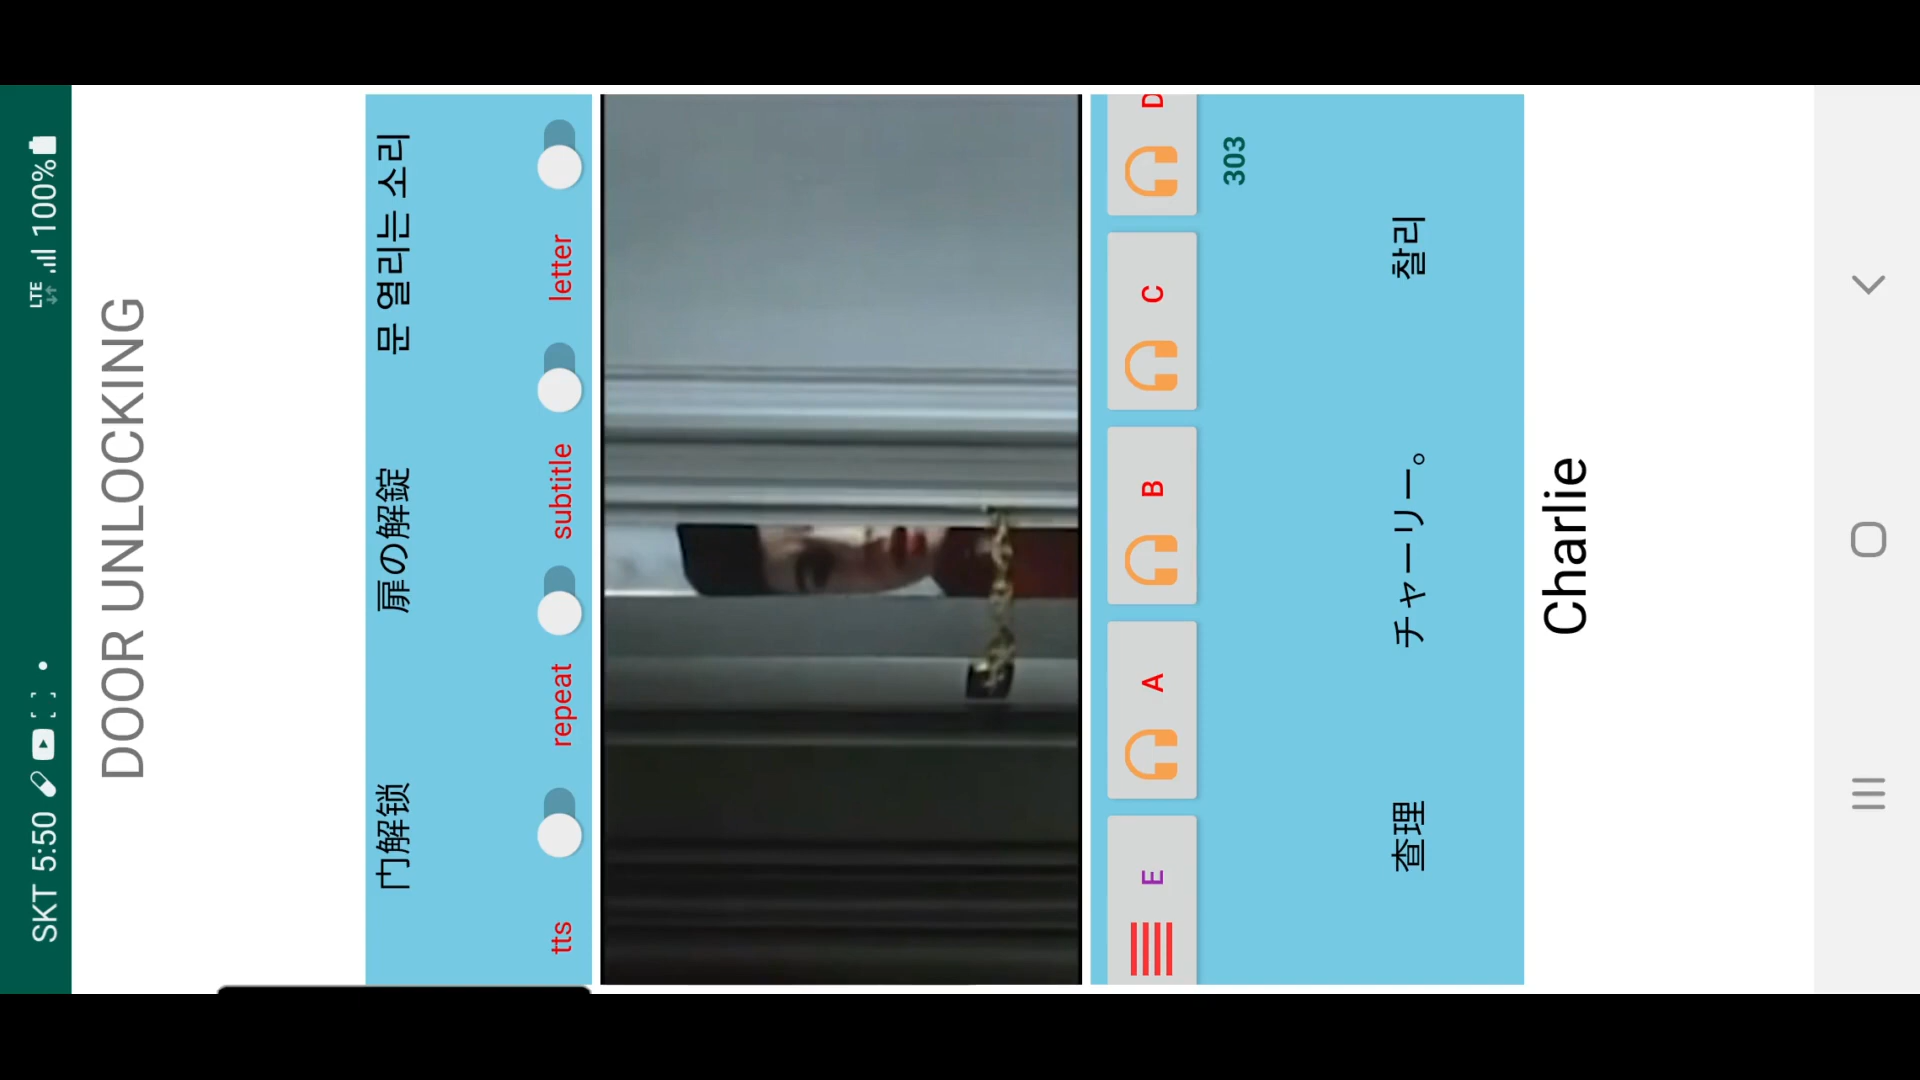 SKT 5:50 LTE 100%
DOOR UNLOCKING
门解锁 扉の解錠 문 열리는 소리
tts repeat subtitle letter
E A B C D
303
查理 チャーリー。 찰리
Charlie